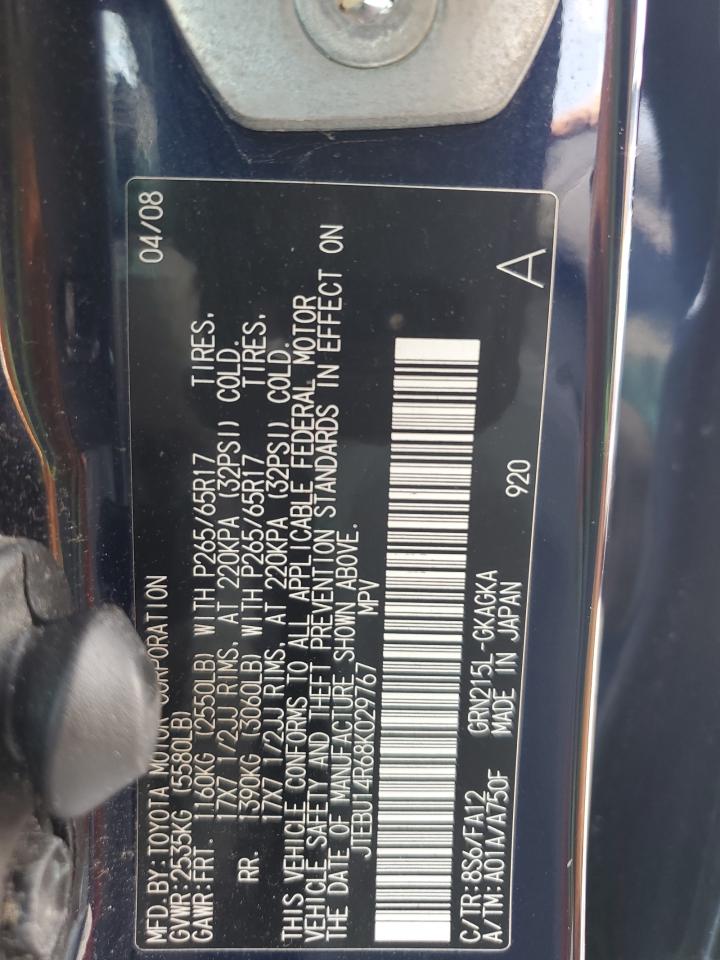 MFD. BY: TOYOTA MOTOR CORPORATION 04/08
GVWR: 2535KG (5580LB)
GAWR: FRT. 1160KG (2550LB) WITH P265/65R17 TIRES,
17X7 1/2JJ RIMS, AT 220KPA (32PSI) COLD.
RR. 1390KG (3060LB) WITH P265/65R17 TIRES,
17X7 1/2JJ RIMS, AT 220KPA (32PSI) COLD.
THIS VEHICLE CONFORMS TO ALL APPLICABLE FEDERAL MOTOR
VEHICLE SAFETY AND THEFT PREVENTION STANDARDS IN EFFECT ON
THE DATE OF MANUFACTURE SHOWN ABOVE.
JTEBU14R68K029767 MPV
C/TR: 8S6/FA12 GRN215L-GKAGKA 920 A
A/TM: A01A/A750F MADE IN JAPAN